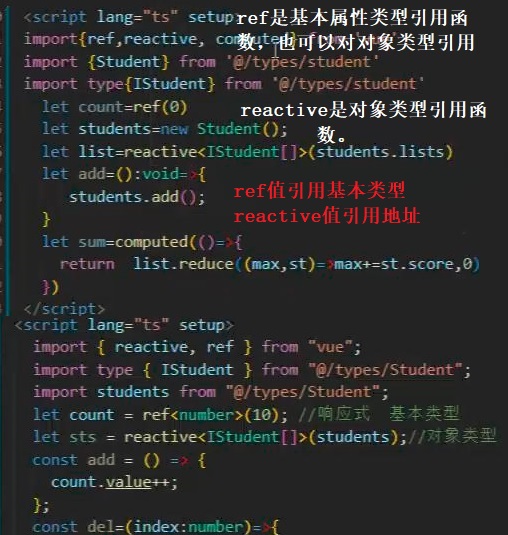 <script lang="ts" setup>
ref是基本属性类型引用函
数，也可以对对象类型引用
import{ref,reactive, computed} from
import {Student} from '@/types/student'
import type{IStudent} from '@/types/student'
reactive是对象类型引用函
数。
let count=ref(0)
let students=new Student();
let list=reactive<IStudent[]>(students.lists)
let add=():void=>{
ref值引用基本类型
students.add();
reactive值引用地址
}
let sum=computed(()=>{
return list.reduce((max,st)=>max+=st.score,0)
})
</script>
<script lang="ts" setup>
import { reactive, ref } from "vue";
import type { IStudent } from "@/types/Student";
import students from "@/types/Student";
let count = ref<number>(10); //响应式 基本类型
let sts = reactive<IStudent[]>(students);//对象类型
const add = () => {
count.value++;
};
const del=(index:number)=>{